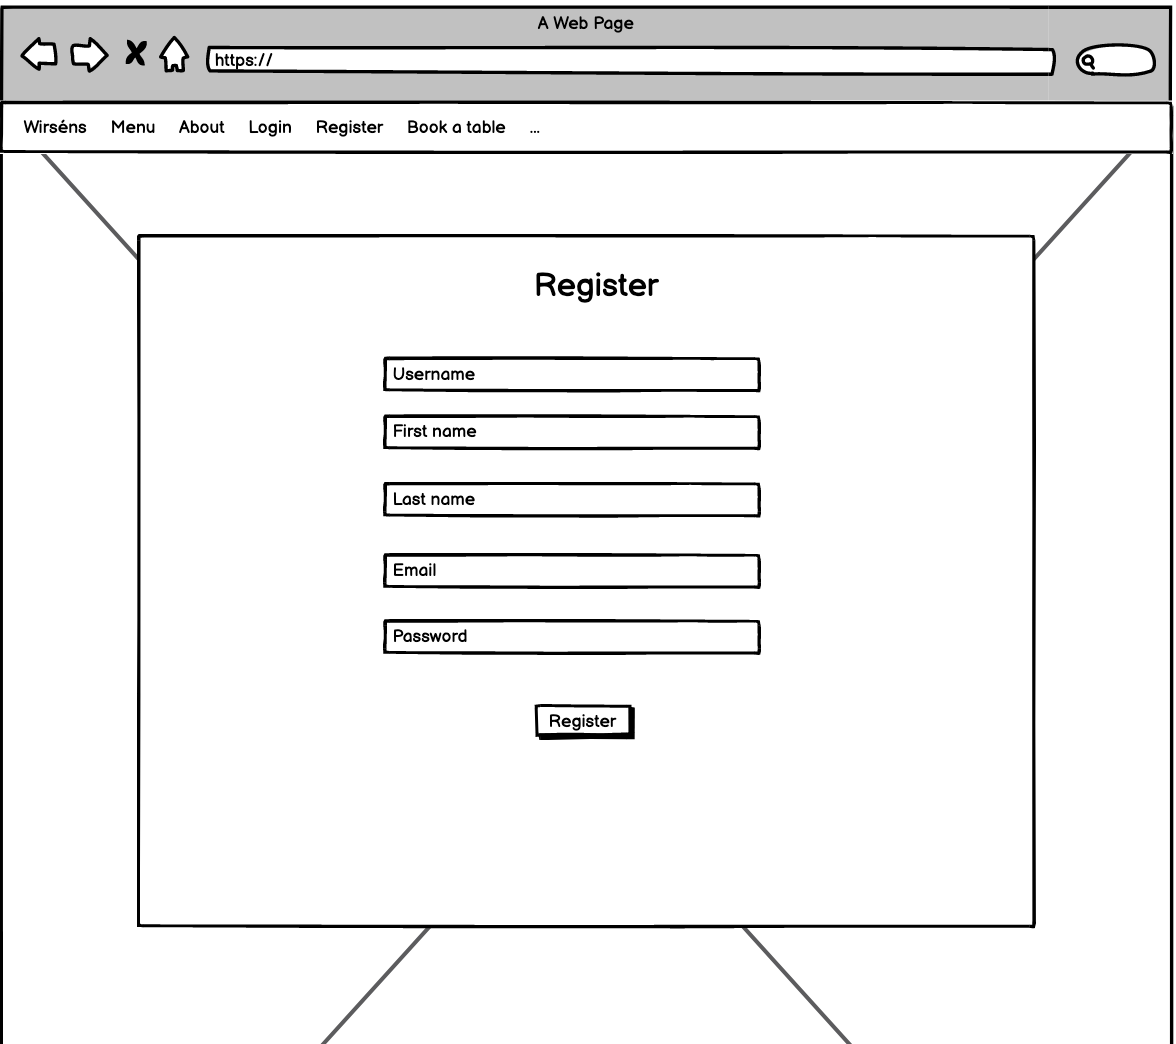 A Web Page
https://
Wirséns Menu About Login Register Book a table ...
Register
Username
First name
Last name
Email
Password
Register